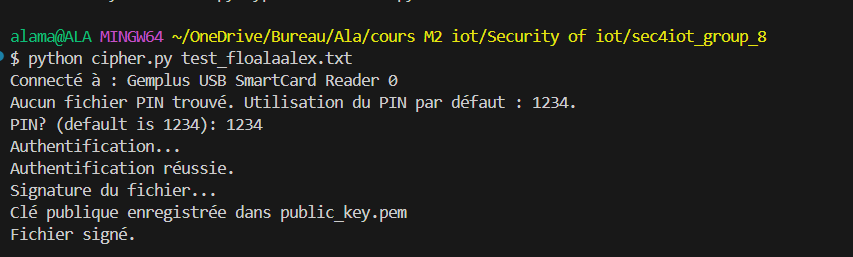 alama@ALA MINGW64 ~/OneDrive/Bureau/Ala/cours M2 iot/Security of iot/sec4iot_group_8
$ python cipher.py test_floalaalex.txt
Connecté à : Gemplus USB SmartCard Reader 0
Aucun fichier PIN trouvé. Utilisation du PIN par défaut : 1234.
PIN? (default is 1234): 1234
Authentification...
Authentification réussie.
Signature du fichier...
Clé publique enregistrée dans public_key.pem
Fichier signé.